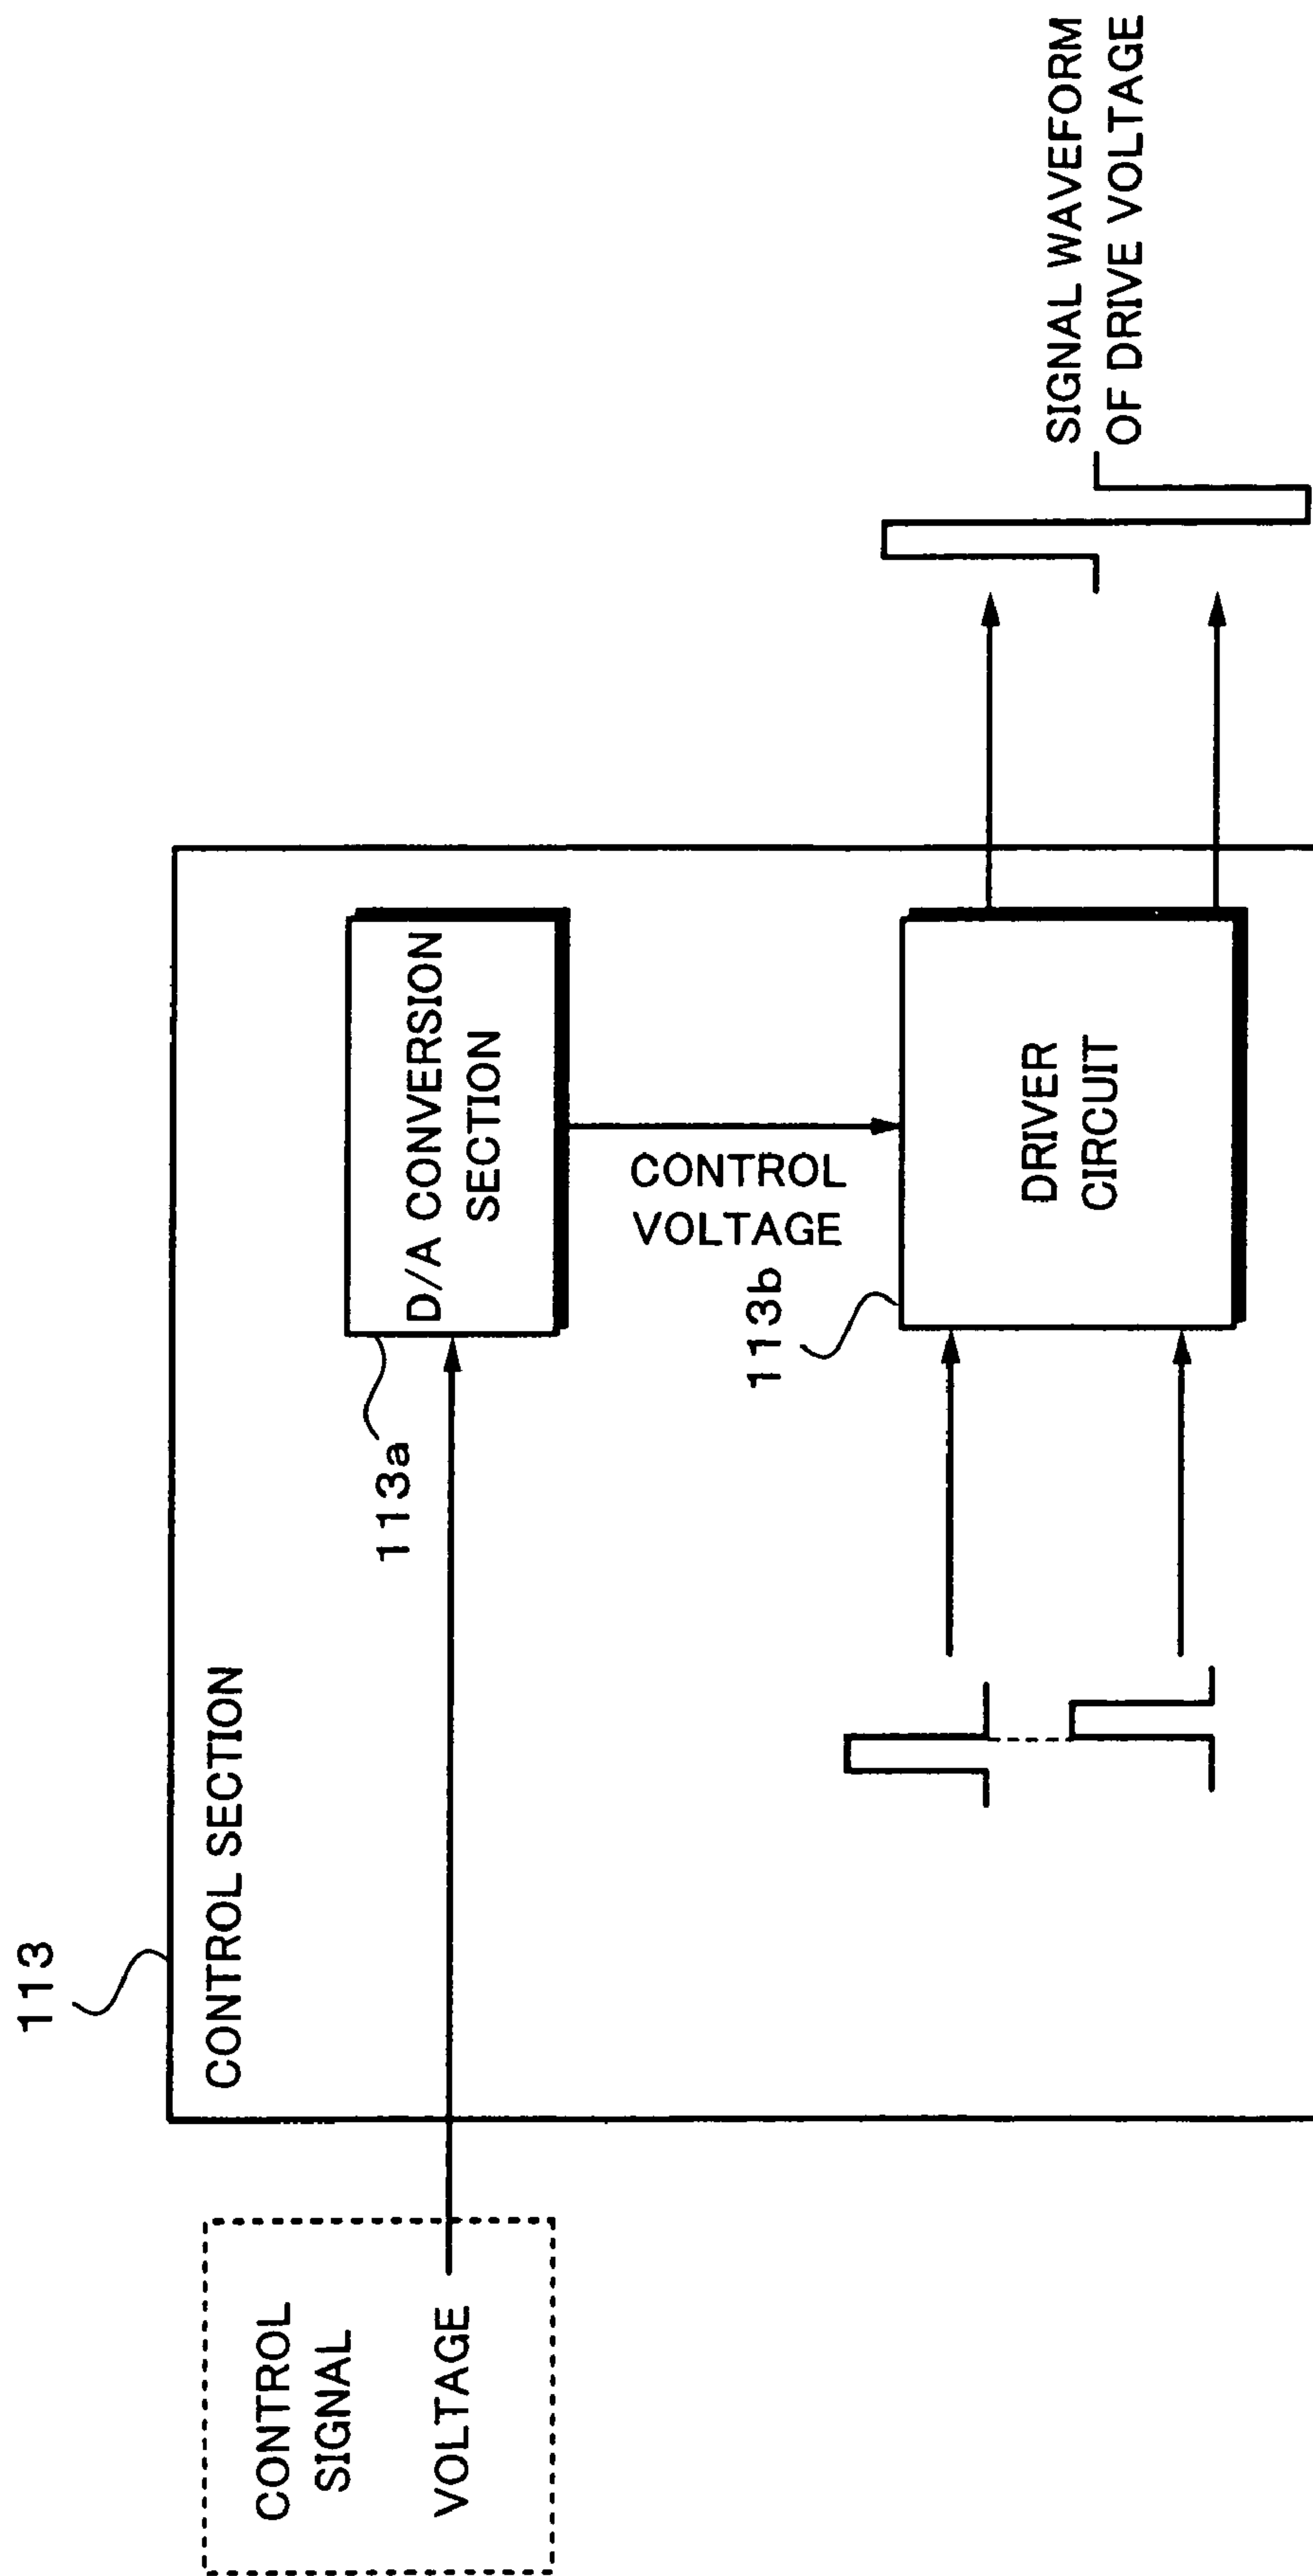 113
CONTROL SECTION
CONTROL
SIGNAL
VOLTAGE
113a
D/A CONVERSION
SECTION
CONTROL
VOLTAGE
113b
DRIVER
CIRCUIT
SIGNAL WAVEFORM
OF DRIVE VOLTAGE